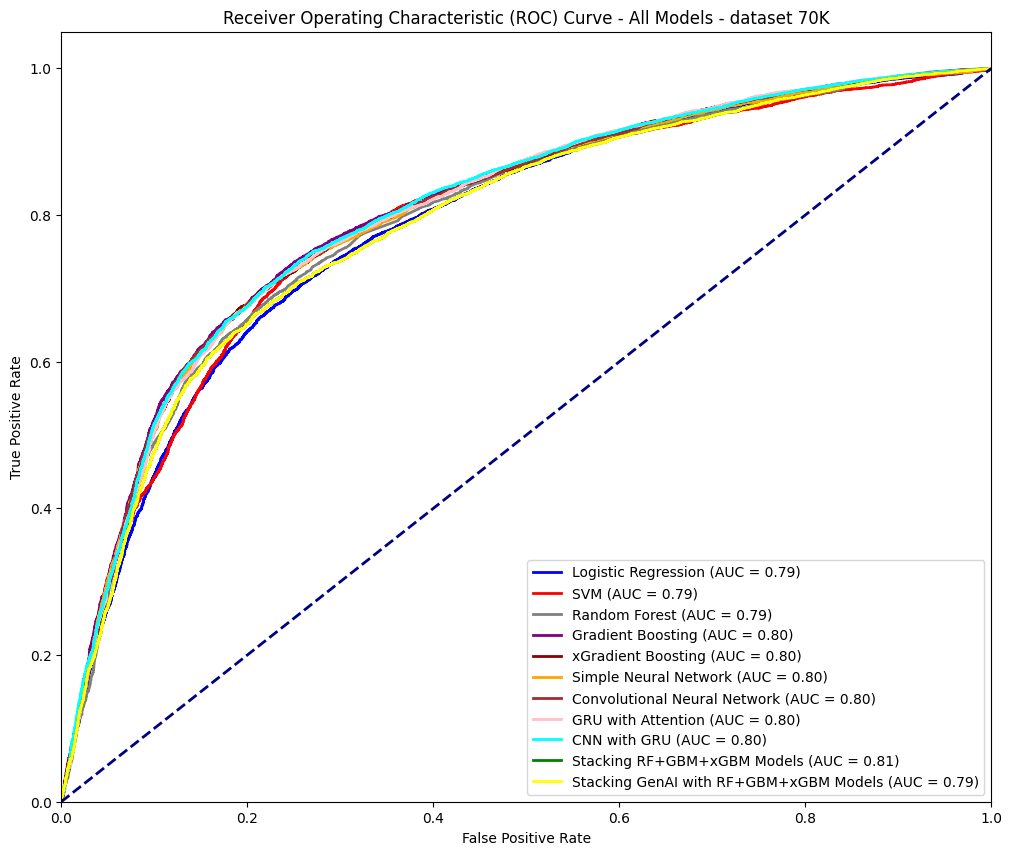 Receiver Operating Characteristic (ROC) Curve - All Models - dataset 70K
1.0
0.8
0.6
0.4
0.2
0.0
True Positive Rate
Logistic Regression (AUC = 0.79)
SVM (AUC = 0.79)
Random Forest (AUC = 0.79)
Gradient Boosting (AUC = 0.80)
xGradient Boosting (AUC = 0.80)
Simple Neural Network (AUC = 0.80)
Convolutional Neural Network (AUC = 0.80)
GRU with Attention (AUC = 0.80)
CNN with GRU (AUC = 0.80)
Stacking RF+GBM+xGBM Models (AUC = 0.81)
Stacking GenAI with RF+GBM+xGBM Models (AUC = 0.79)
0.0 0.2 0.4 0.6 0.8 1.0
False Positive Rate